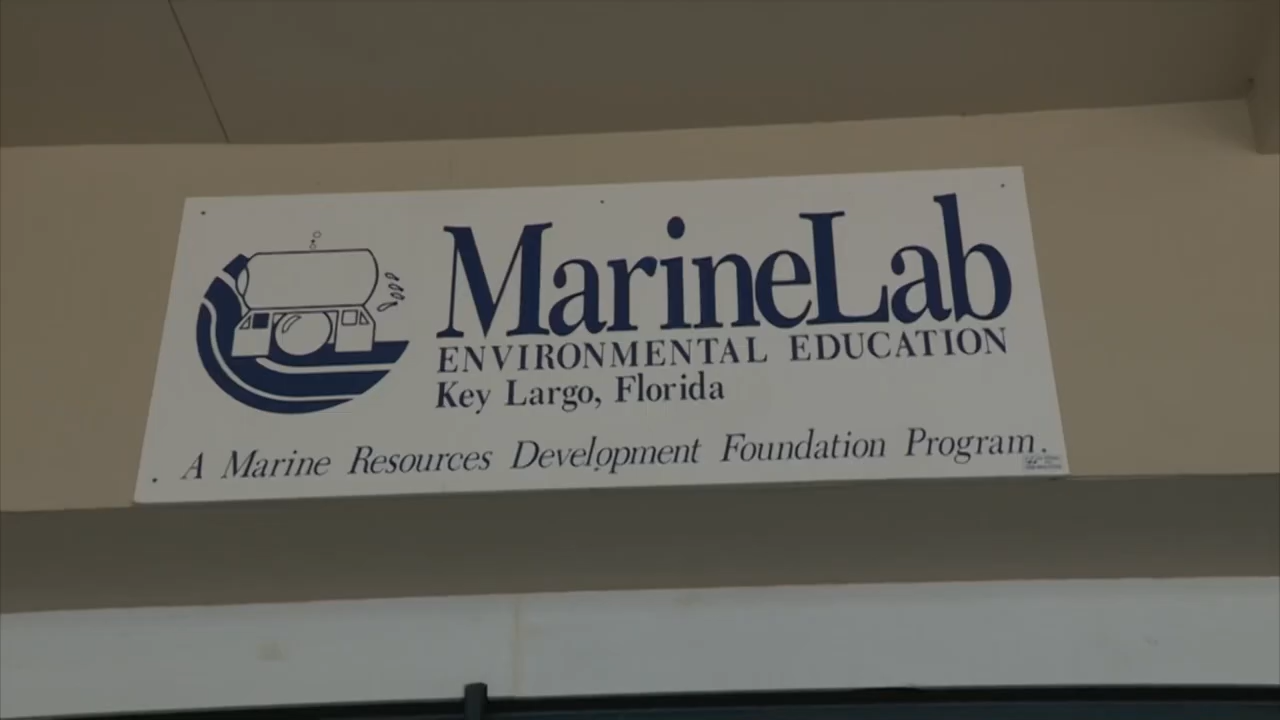 MarineLab
ENVIRONMENTAL EDUCATION
Key Largo, Florida
A Marine Resources Development Foundation Program.